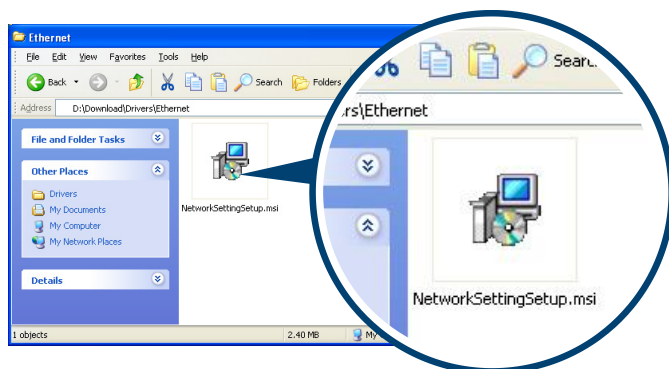 Ethernet
File Edit View Favorites Tools Help
Back Search Folders
Address D:\Download\Drivers\Ethernet
File and Folder Tasks
Other Places
Drivers
My Documents
My Computer
My Network Places
Details
NetworkSettingSetup.msi
1 objects 2.40 MB My
Ethernet
NetworkSettingSetup.msi